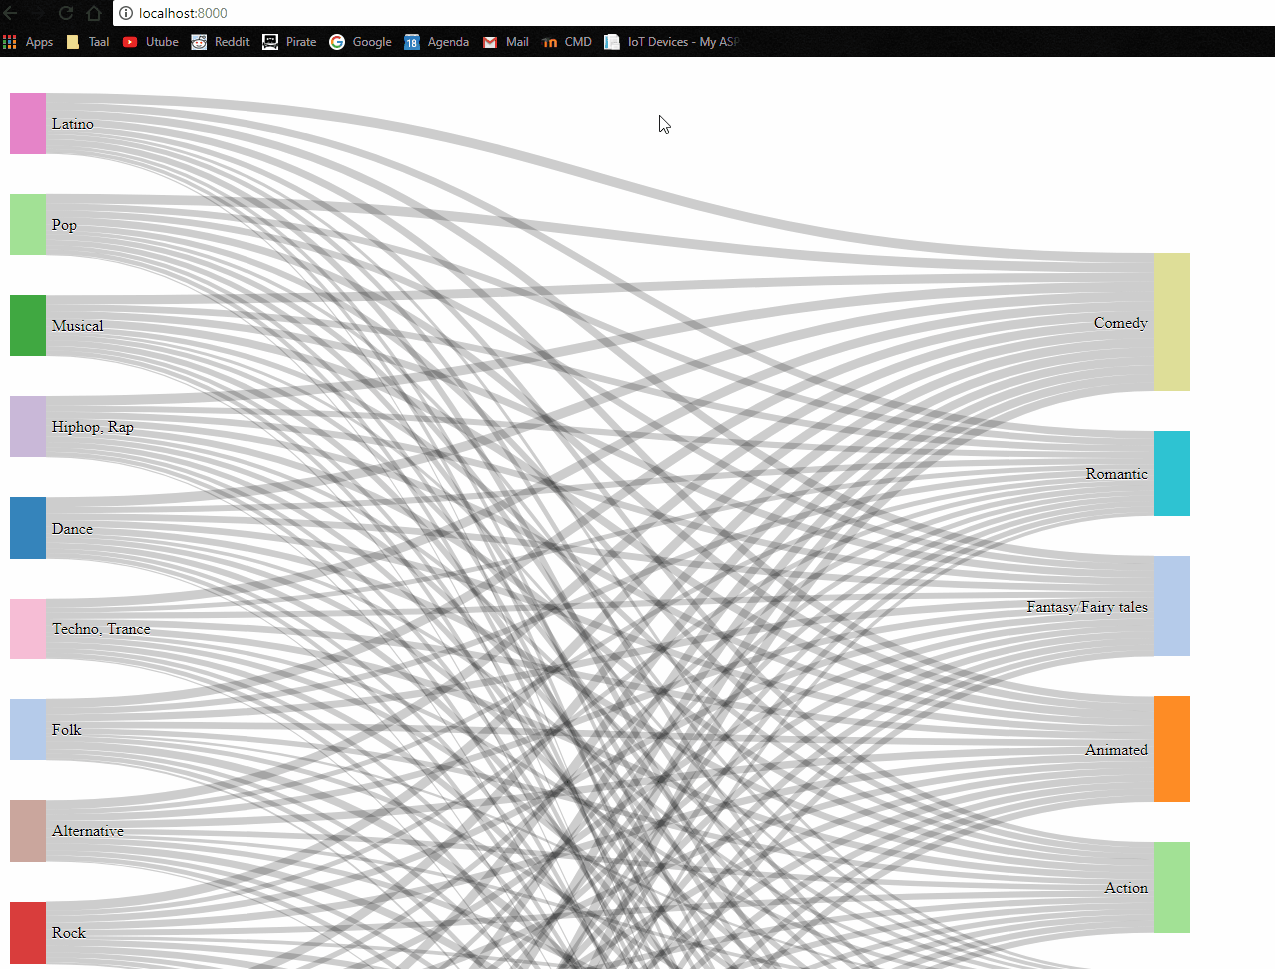 localhost:8000
Apps Taal Utube Reddit Pirate Google 18 Agenda Mail CMD IoT Devices - My ASP
Latino
Pop
Musical
Comedy
Hiphop, Rap
Romantic
Dance
Fantasy/Fairy tales
Techno, Trance
Folk
Animated
Alternative
Action
Rock